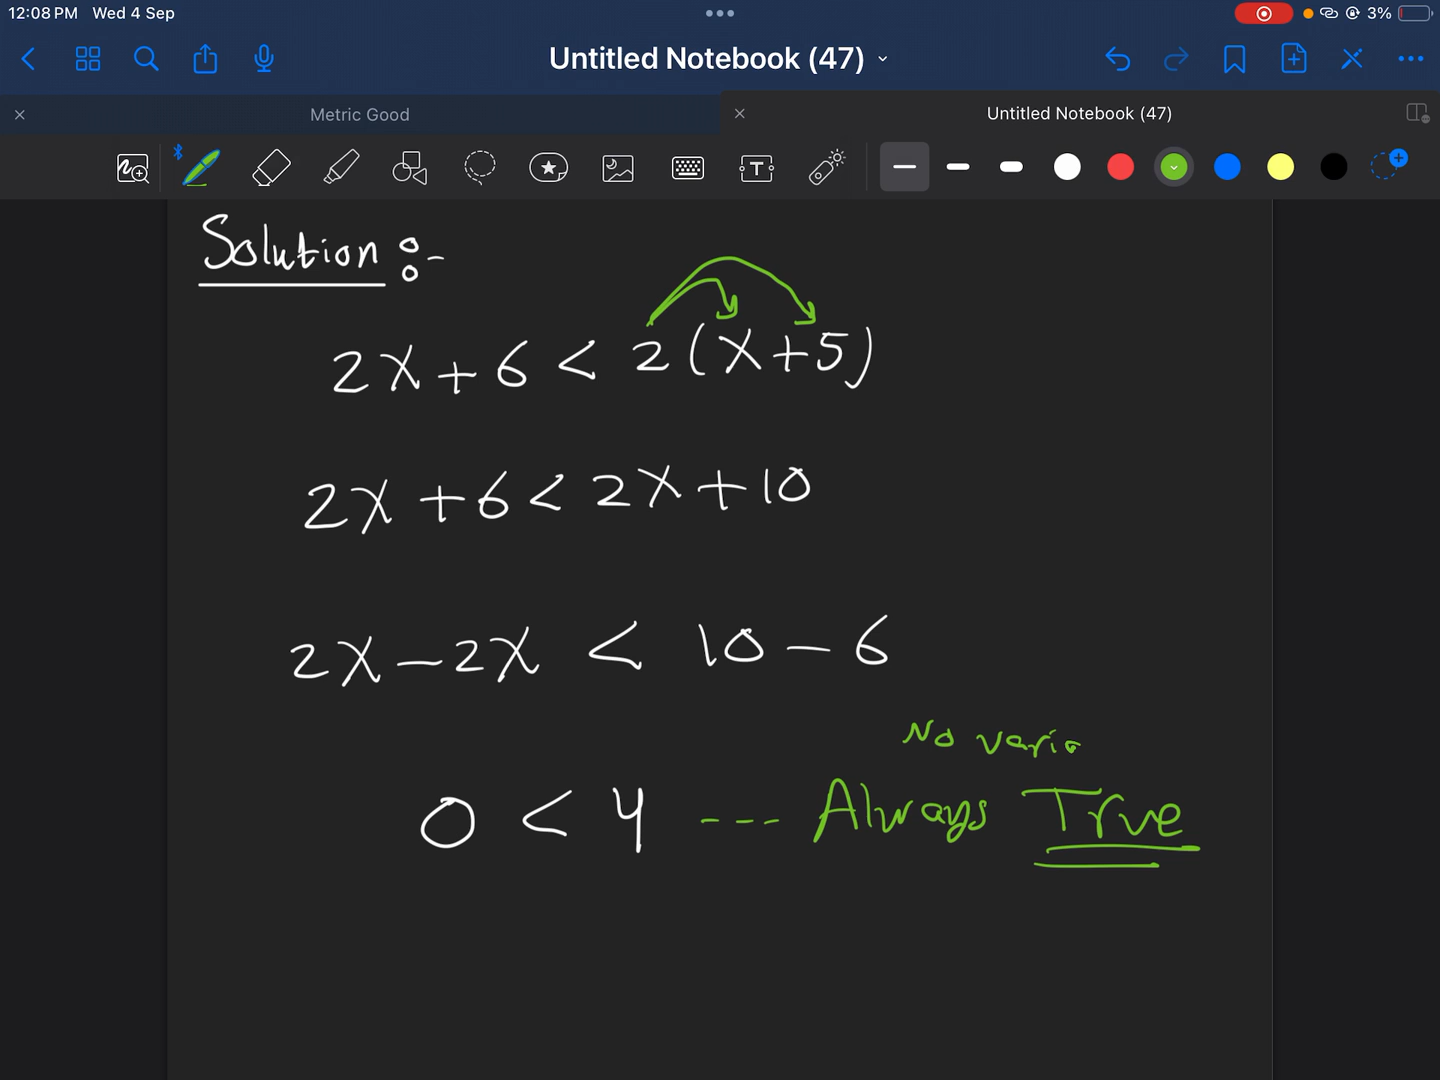 12:08 PM Wed 4 Sep
3%
Untitled Notebook (47)
Metric Good
Untitled Notebook (47)
Solution :-
2x + 6 < 2(x+5)
2x + 6 < 2x + 10
2x - 2x < 10 - 6
No varia
0 < 4 --- Always True